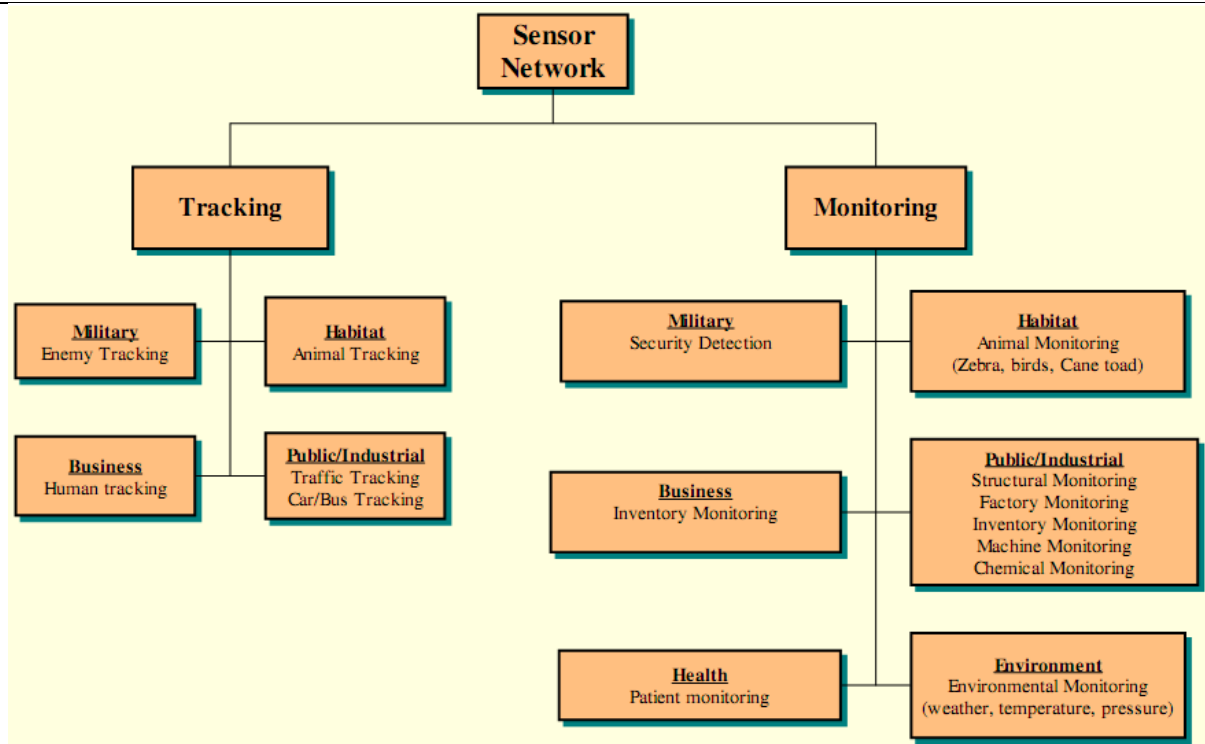 Sensor
Network
Tracking
Monitoring
Military
Enemy Tracking
Habitat
Animal Tracking
Business
Human tracking
Public/Industrial
Traffic Tracking
Car/Bus Tracking
Military
Security Detection
Habitat
Animal Monitoring
(Zebra, birds, Cane toad)
Business
Inventory Monitoring
Public/Industrial
Structural Monitoring
Factory Monitoring
Inventory Monitoring
Machine Monitoring
Chemical Monitoring
Health
Patient monitoring
Environment
Environmental Monitoring
(weather, temperature, pressure)